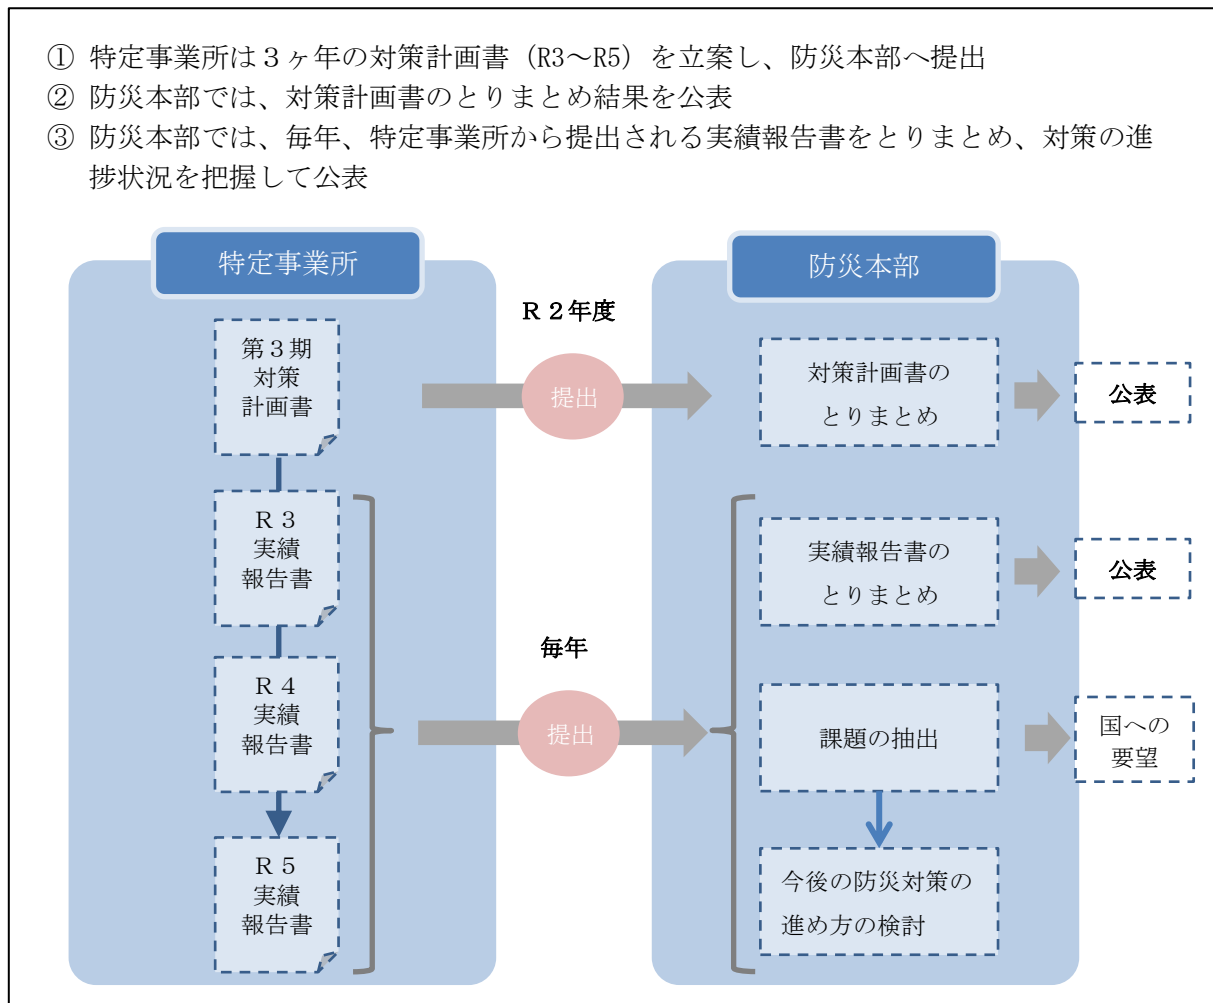 ① 特定事業所は３ヶ年の対策計画書（R3～R5）を立案し、防災本部へ提出
② 防災本部では、対策計画書のとりまとめ結果を公表
③ 防災本部では、毎年、特定事業所から提出される実績報告書をとりまとめ、対策の進
捗状況を把握して公表
特定事業所
防災本部
Ｒ２年度
第３期
対策
計画書
提出
対策計画書の
とりまとめ
公表
Ｒ３
実績
報告書
実績報告書の
とりまとめ
公表
毎年
Ｒ４
実績
報告書
提出
課題の抽出
国への
要望
Ｒ５
実績
報告書
今後の防災対策の
進め方の検討